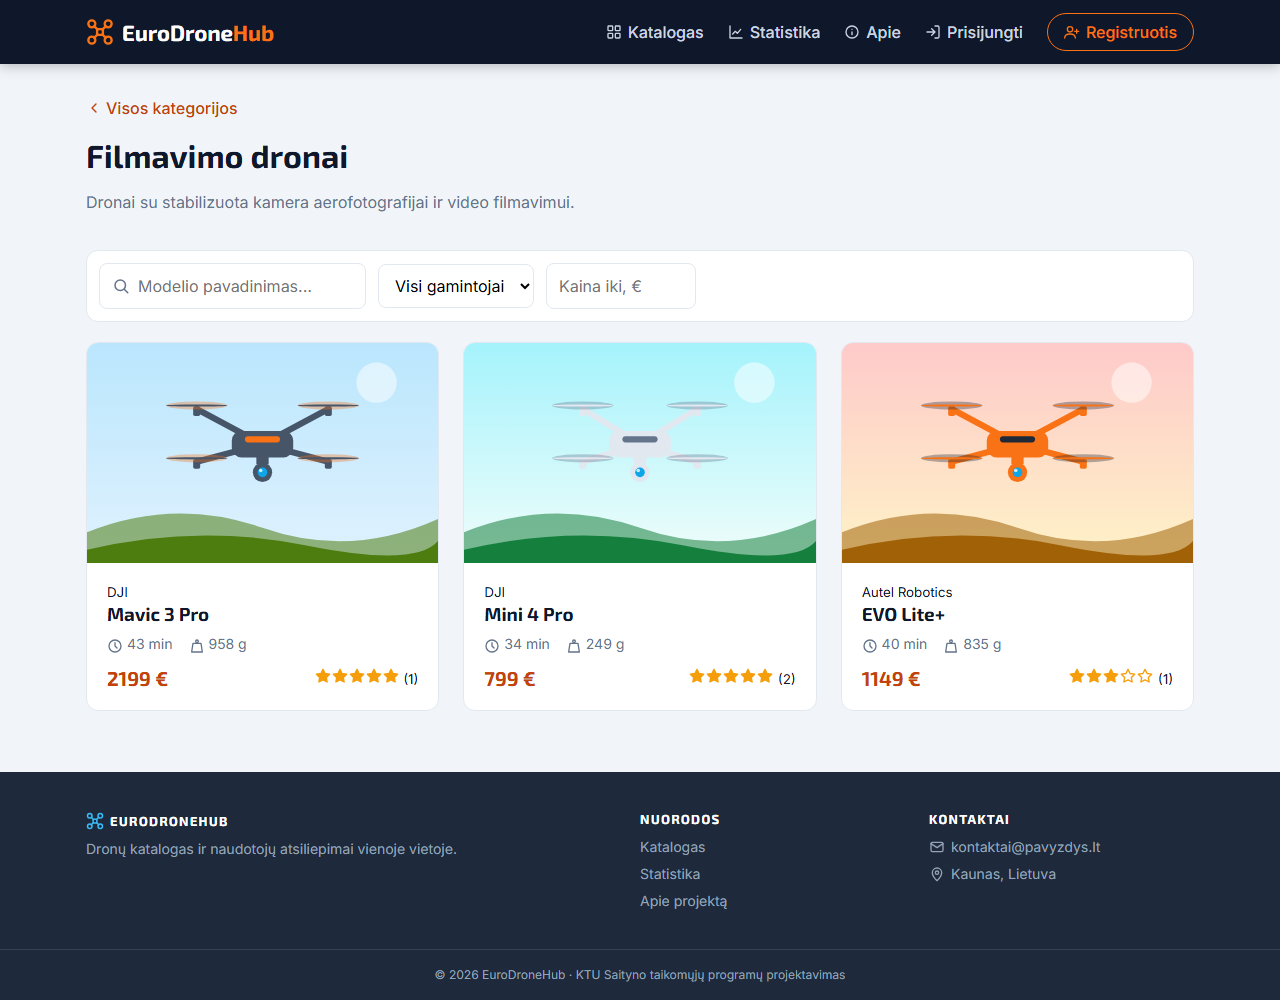 EuroDroneHub
Katalogas
Statistika
Apie
Prisijungti
Registruotis
Visos kategorijos
Filmavimo dronai
Dronai su stabilizuota kamera aerofotografijai ir video filmavimui.
Modelio pavadinimas...
Visi gamintojai
Kaina iki, €
DJI
Mavic 3 Pro
43 min
958 g
2199 €
(1)
DJI
Mini 4 Pro
34 min
249 g
799 €
(2)
Autel Robotics
EVO Lite+
40 min
835 g
1149 €
(1)
EURODRONEHUB
Dronų katalogas ir naudotojų atsiliepimai vienoje vietoje.
NUORODOS
Katalogas
Statistika
Apie projektą
KONTAKTAI
kontaktai@pavyzdys.lt
Kaunas, Lietuva
© 2026 EuroDroneHub · KTU Saityno taikomųjų programų projektavimas